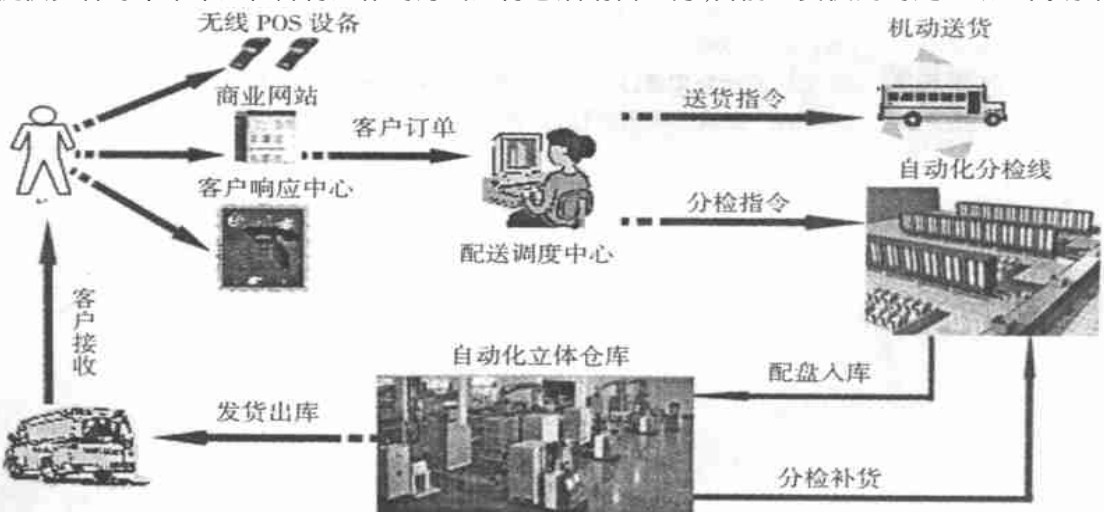 无线 POS 设备
机动送货
商业网站
送货指令
客户订单
自动化分检线
客户响应中心
分检指令
配送调度中心
客户接收
自动化立体仓库
配盘入库
发货出库
分检补货